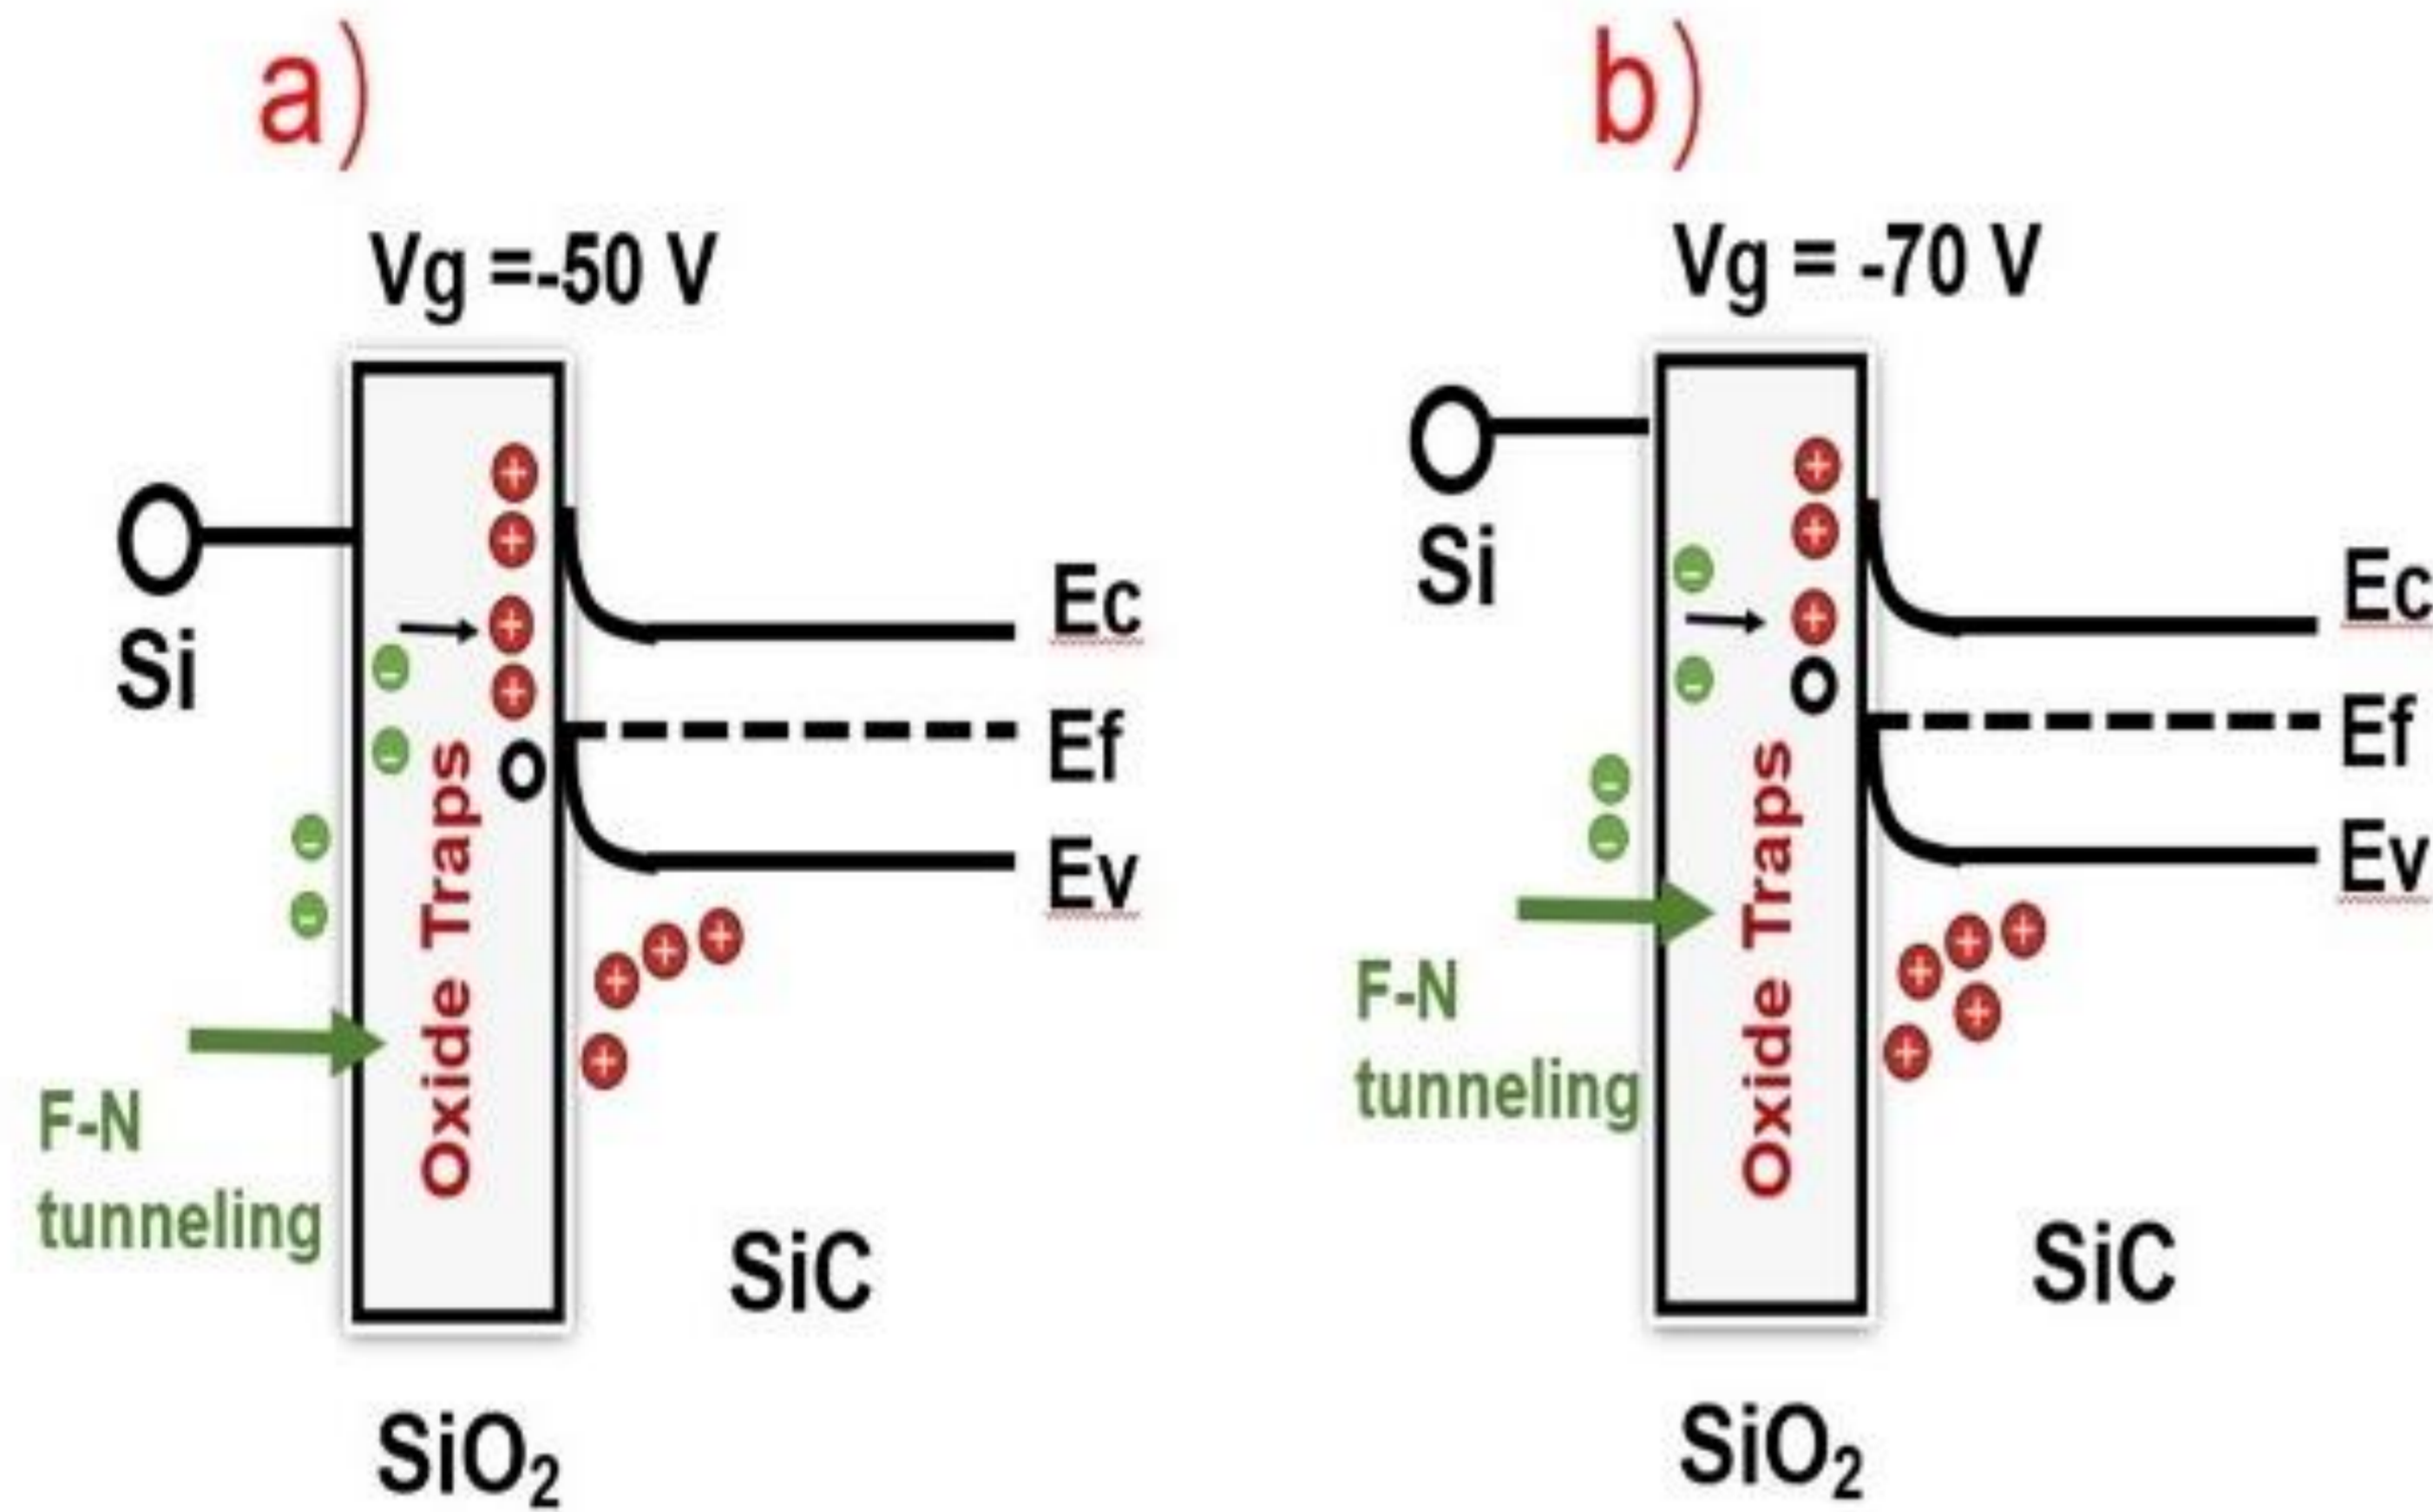 a)
Vg =-50 V
Si
Ec
Ef
Ev
Oxide Traps
F-N
tunneling
SiC
SiO₂
b)
Vg = -70 V
Si
Ec
Ef
Ev
Oxide Traps
F-N
tunneling
SiC
SiO₂